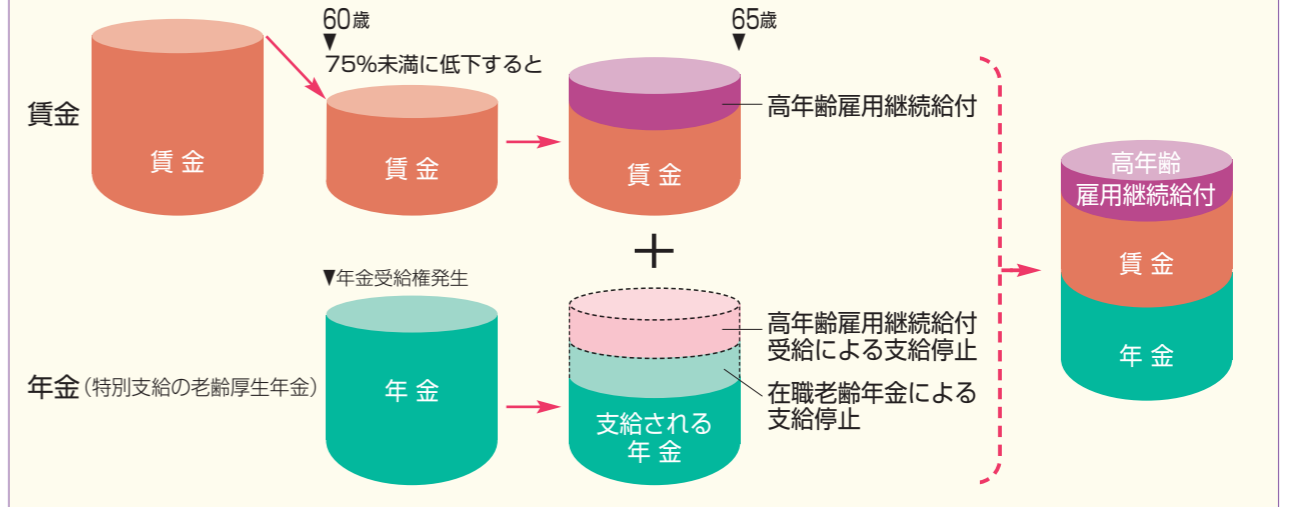 60歳
65歳
75%未満に低下すると
賃金
賃 金
賃 金
賃 金
高年齢雇用継続給付
高年齢
雇用継続給付
賃 金
年 金
＋
▼年金受給権発生
年金(特別支給の老齢厚生年金)
年 金
支給される
年 金
高年齢雇用継続給付
受給による支給停止
在職老齢年金による
支給停止